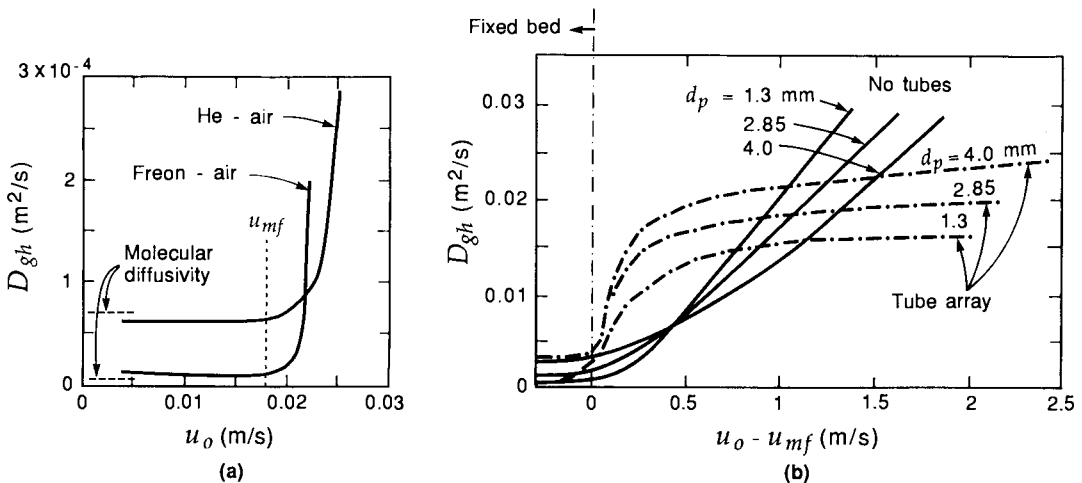 3 × 10⁻⁴
2
1
0
D_gh (m²/s)
He - air
Freon - air
u_mf
Molecular
diffusivity
0
0.01
0.02
0.03
u_o (m/s)
(a)
Fixed bed
No tubes
d_p = 1.3 mm
2.85
4.0
d_p = 4.0 mm
2.85
1.3
Tube array
0.03
0.02
0.01
0
D_gh (m²/s)
0
0.5
1
1.5
2
2.5
u_o - u_mf (m/s)
(b)